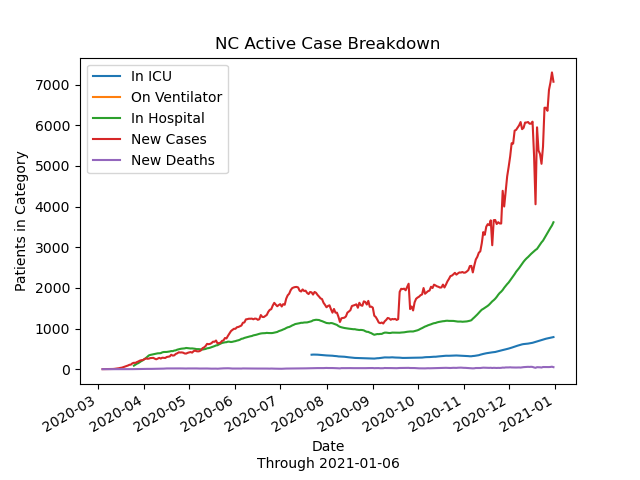 NC Active Case Breakdown
In ICU
On Ventilator
In Hospital
New Cases
New Deaths
Patients in Category
7000
6000
5000
4000
3000
2000
1000
0
2020-03
2020-04
2020-05
2020-06
2020-07
2020-08
2020-09
2020-10
2020-11
2020-12
2021-01
Date
Through 2021-01-06